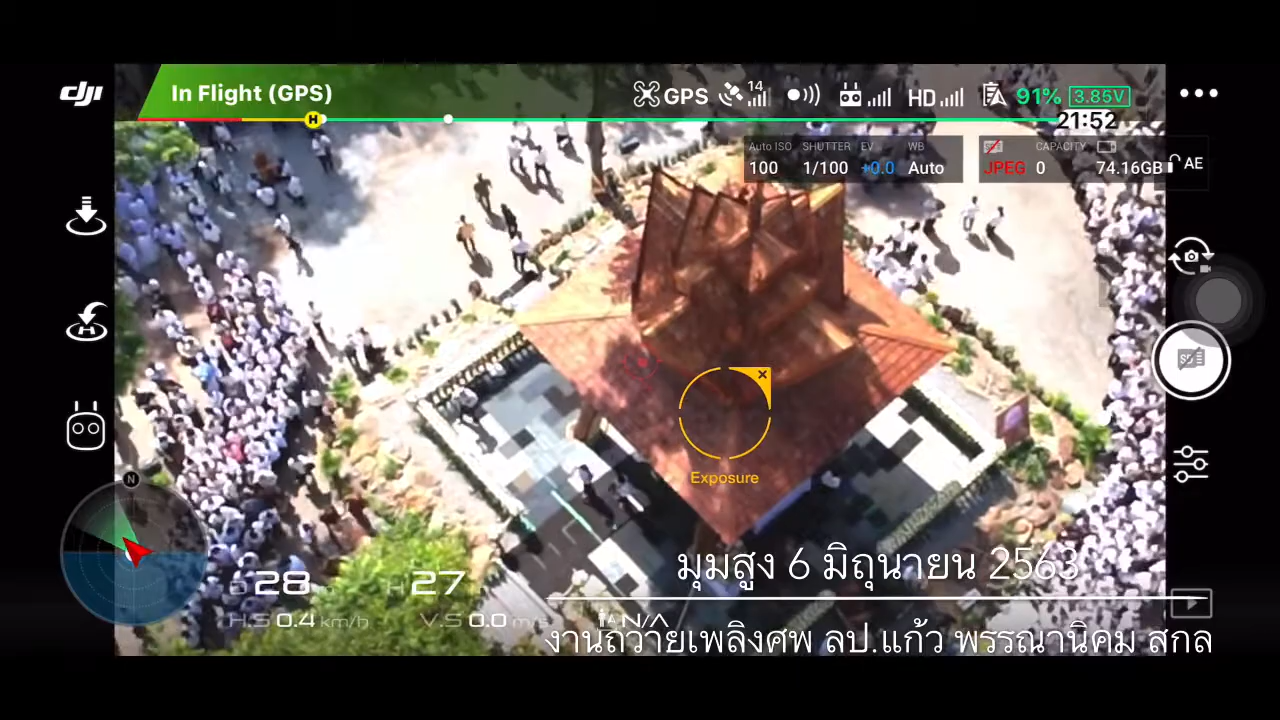 dji
In Flight (GPS)
GPS
14
HD
91%
3.85V
21:52
Auto ISO SHUTTER EV WB
100 1/100 +0.0 Auto
CAPACITY
JPEG 0 74.16GB
AE
H
SD
Exposure
N
28
H 27
H.S 0.4 km/h V.S 0.0 m/s N/A
มุมสูง 6 มิถุนายน 2563
งานถวายเพลิงศพ ลป.แก้ว พรรณานิคม สกล